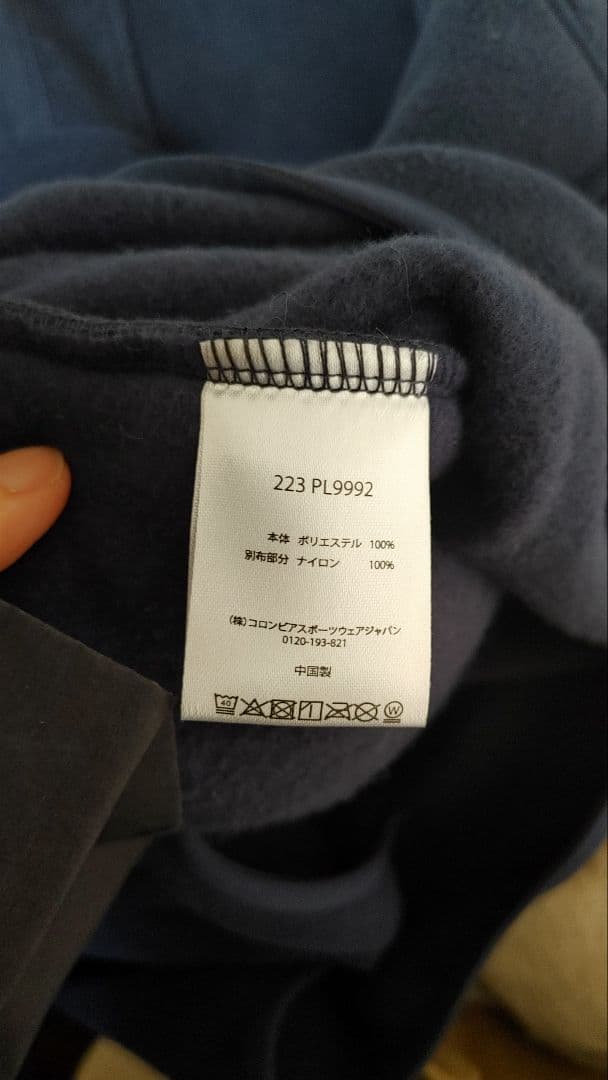 223 PL9992
本体 ポリエステル 100%
別布部分 ナイロン 100%
(株)コロンビアスポーツウェアジャパン
0120-193-821
中国製
40 W